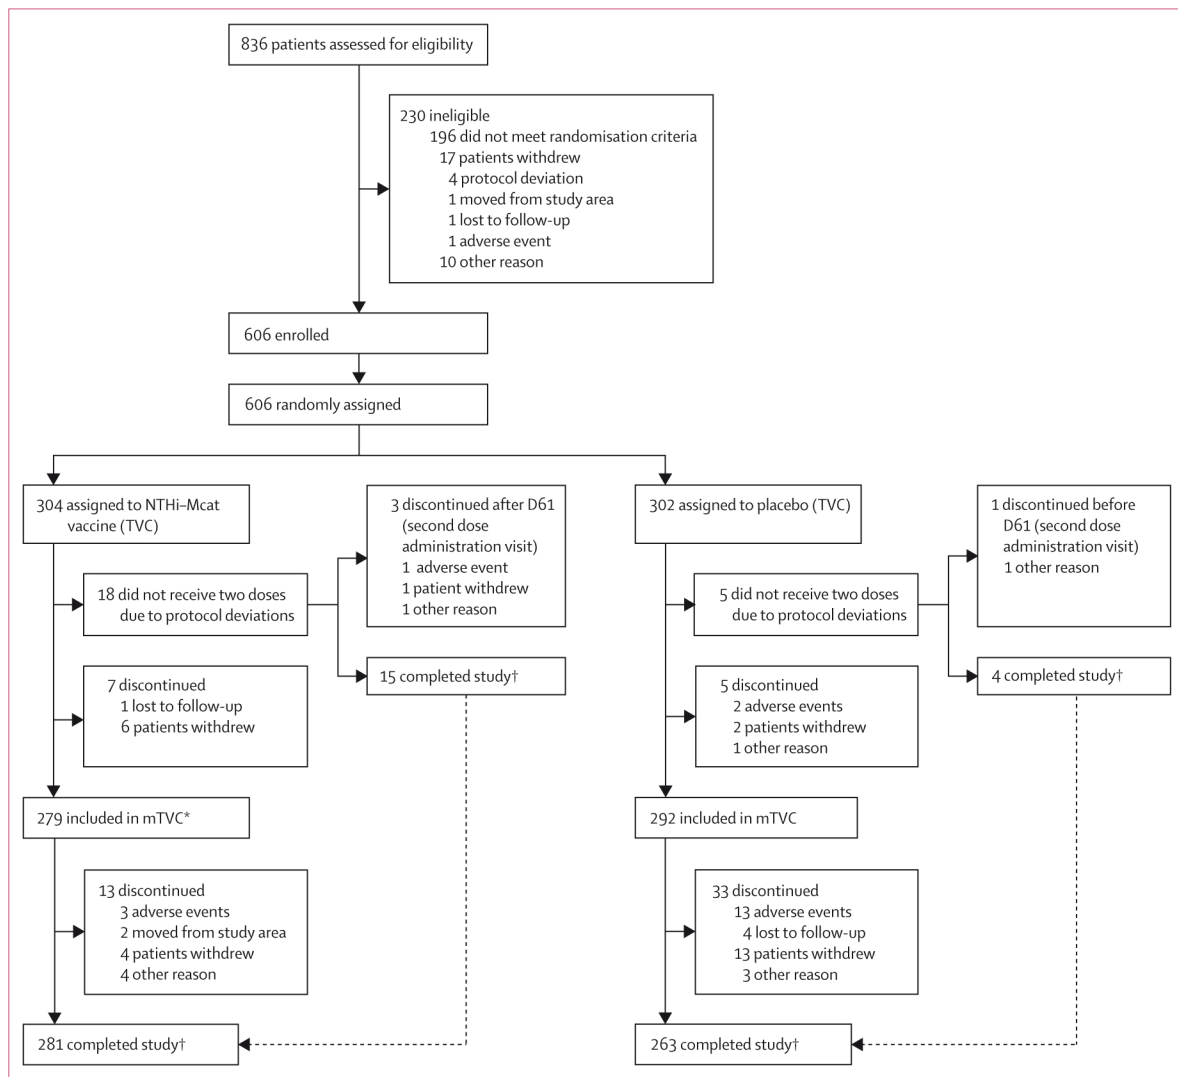 836 patients assessed for eligibility
230 ineligible
196 did not meet randomisation criteria
17 patients withdrew
4 protocol deviation
1 moved from study area
1 lost to follow-up
1 adverse event
10 other reason
606 enrolled
606 randomly assigned
304 assigned to NTHi–Mcat
vaccine (TVC)
3 discontinued after D61
(second dose
administration visit)
1 adverse event
1 patient withdrew
1 other reason
18 did not receive two doses
due to protocol deviations
15 completed study†
7 discontinued
1 lost to follow-up
6 patients withdrew
279 included in mTVC*
13 discontinued
3 adverse events
2 moved from study area
4 patients withdrew
4 other reason
281 completed study†
302 assigned to placebo (TVC)
1 discontinued before
D61 (second dose
administration visit)
1 other reason
5 did not receive two doses
due to protocol deviations
4 completed study†
5 discontinued
2 adverse events
2 patients withdrew
1 other reason
292 included in mTVC
33 discontinued
13 adverse events
4 lost to follow-up
13 patients withdrew
3 other reason
263 completed study†